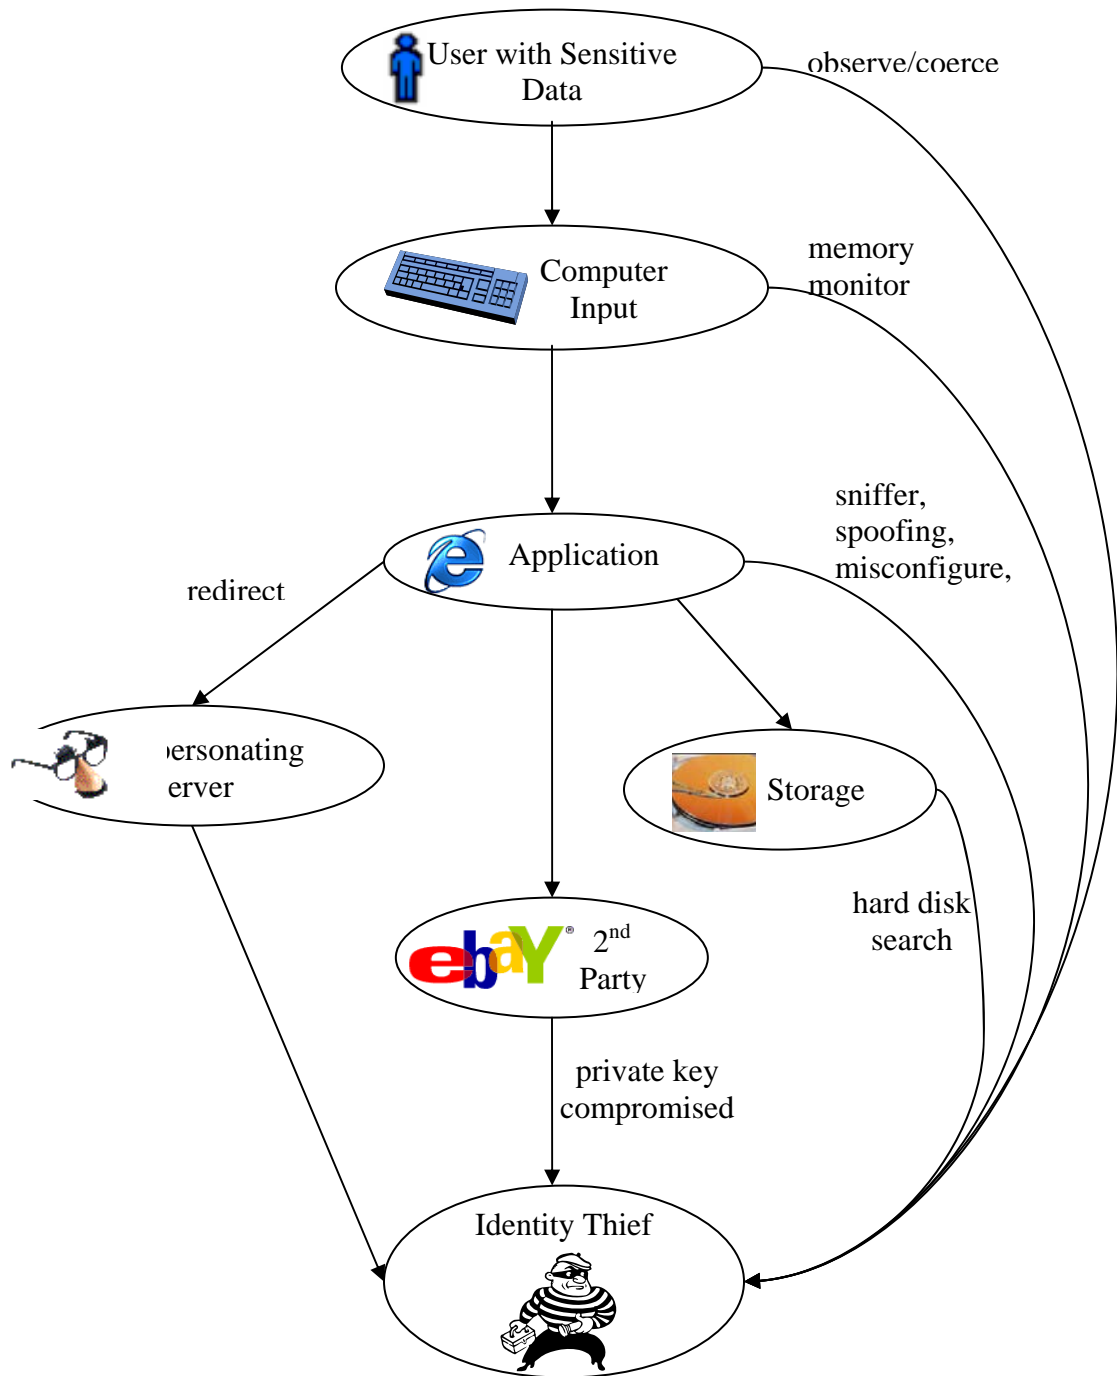 User with Sensitive
Data
observe/coerce
Computer
Input
memory
monitor
Application
sniffer,
spoofing,
misconfigure,
redirect
personating
erver
Storage
hard disk
search
ebaY®
2nd
Party
private key
compromised
Identity Thief